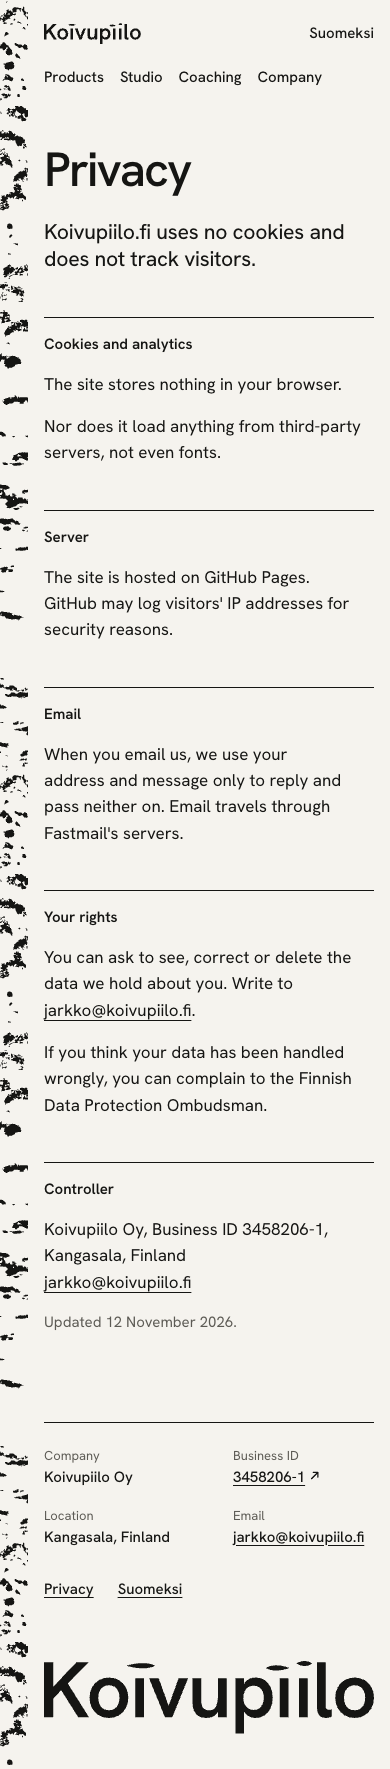 Koivupiilo
Suomeksi
Products Studio Coaching Company
Privacy
Koivupiilo.fi uses no cookies and
does not track visitors.
Cookies and analytics
The site stores nothing in your browser.
Nor does it load anything from third-party
servers, not even fonts.
Server
The site is hosted on GitHub Pages.
GitHub may log visitors' IP addresses for
security reasons.
Email
When you email us, we use your
address and message only to reply and
pass neither on. Email travels through
Fastmail's servers.
Your rights
You can ask to see, correct or delete the
data we hold about you. Write to
jarkko@koivupiilo.fi.
If you think your data has been handled
wrongly, you can complain to the Finnish
Data Protection Ombudsman.
Controller
Koivupiilo Oy, Business ID 3458206-1,
Kangasala, Finland
jarkko@koivupiilo.fi
Updated 12 November 2026.
Company
Koivupiilo Oy
Business ID
3458206-1 ↗
Location
Kangasala, Finland
Email
jarkko@koivupiilo.fi
Privacy Suomeksi
Koivupiilo